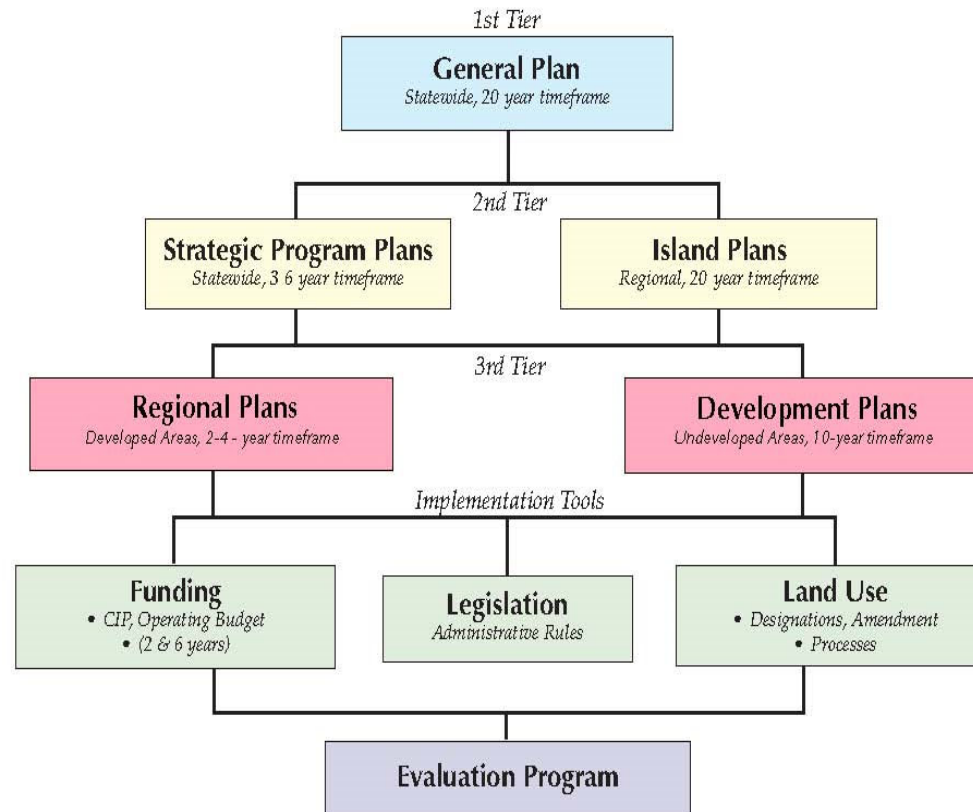 1st Tier
General Plan
Statewide, 20 year timeframe
2nd Tier
Strategic Program Plans
Statewide, 3 6 year timeframe
Island Plans
Regional, 20 year timeframe
3rd Tier
Regional Plans
Developed Areas, 2-4 - year timeframe
Development Plans
Undeveloped Areas, 10-year timeframe
Implementation Tools
Funding
• CIP, Operating Budget
• (2 & 6 years)
Legislation
Administrative Rules
Land Use
• Designations, Amendment
• Processes
Evaluation Program